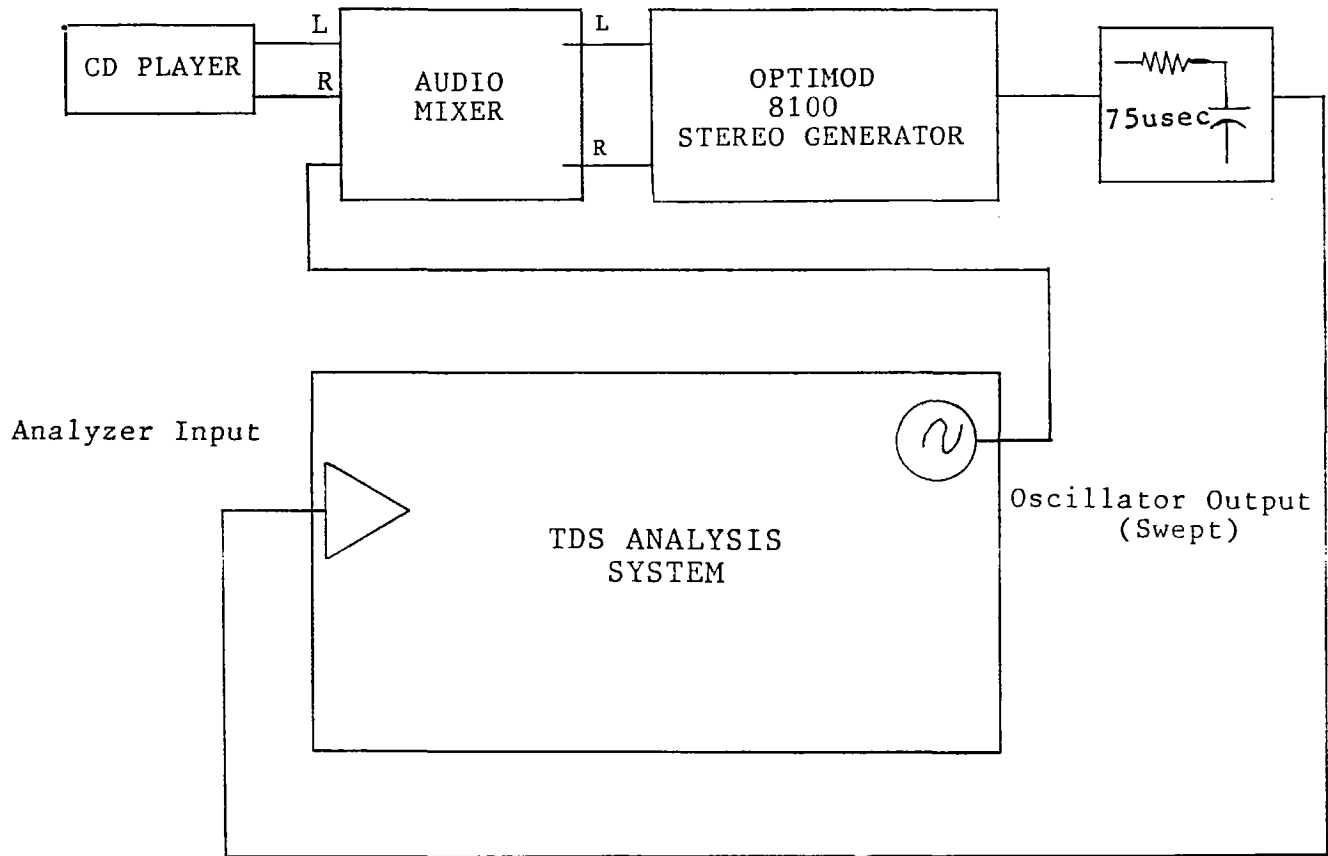 CD PLAYER
L
R
AUDIO
MIXER
L
R
OPTIMOD
8100
STEREO GENERATOR
75usec
Analyzer Input
TDS ANALYSIS
SYSTEM
Oscillator Output
(Swept)